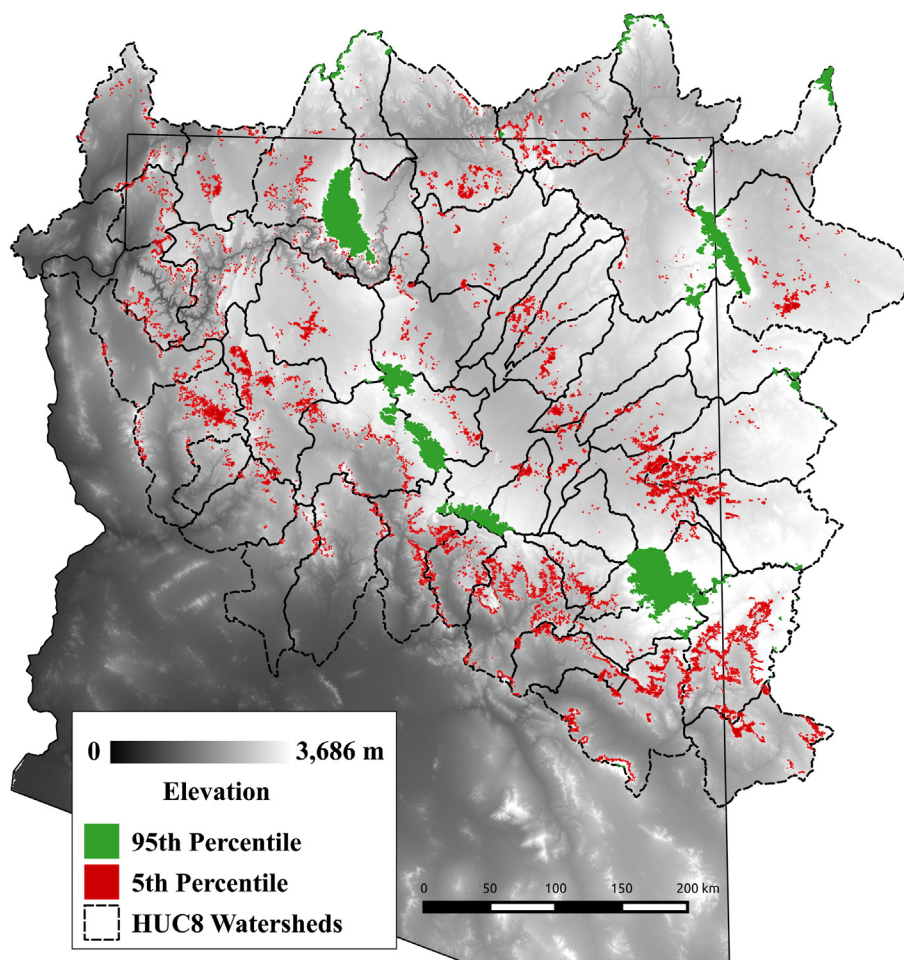 0 3,686 m
Elevation
95th Percentile
5th Percentile
HUC8 Watersheds
0 50 100 150 200 km